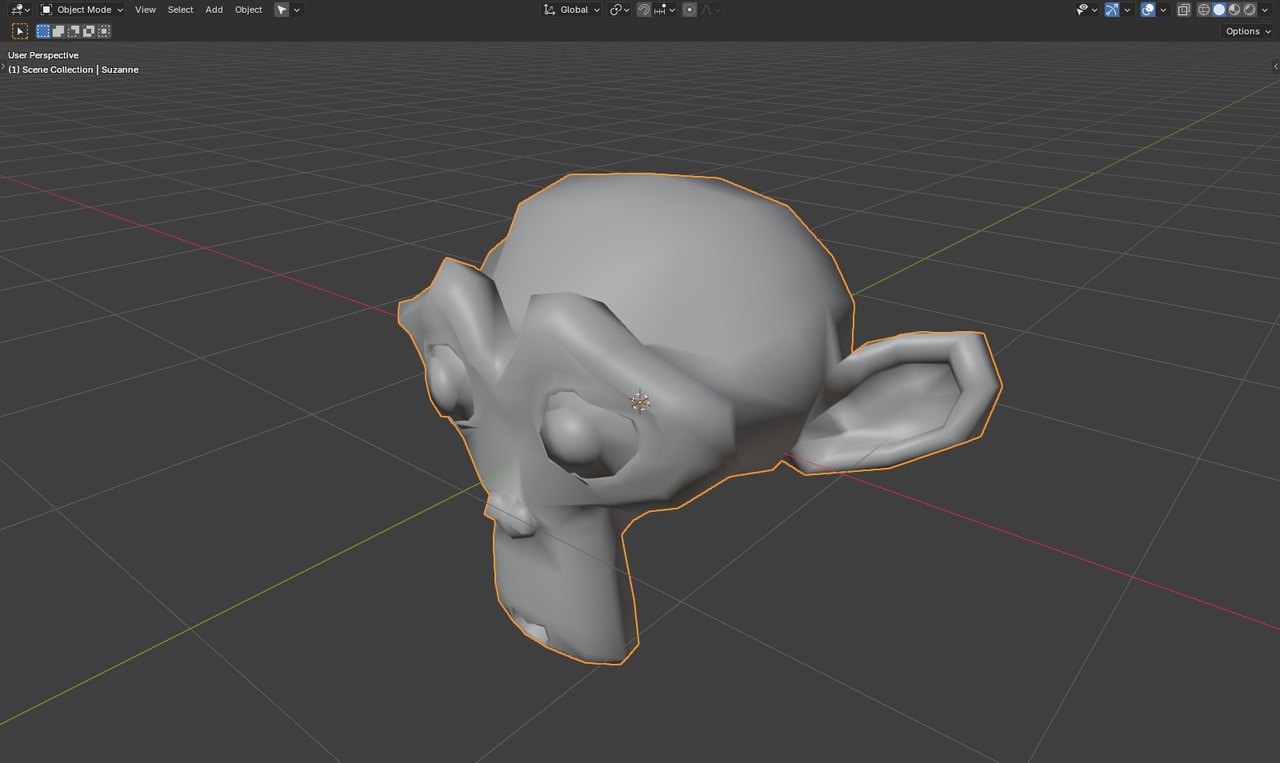 Object Mode View Select Add Object Global
Options
User Perspective
(1) Scene Collection | Suzanne